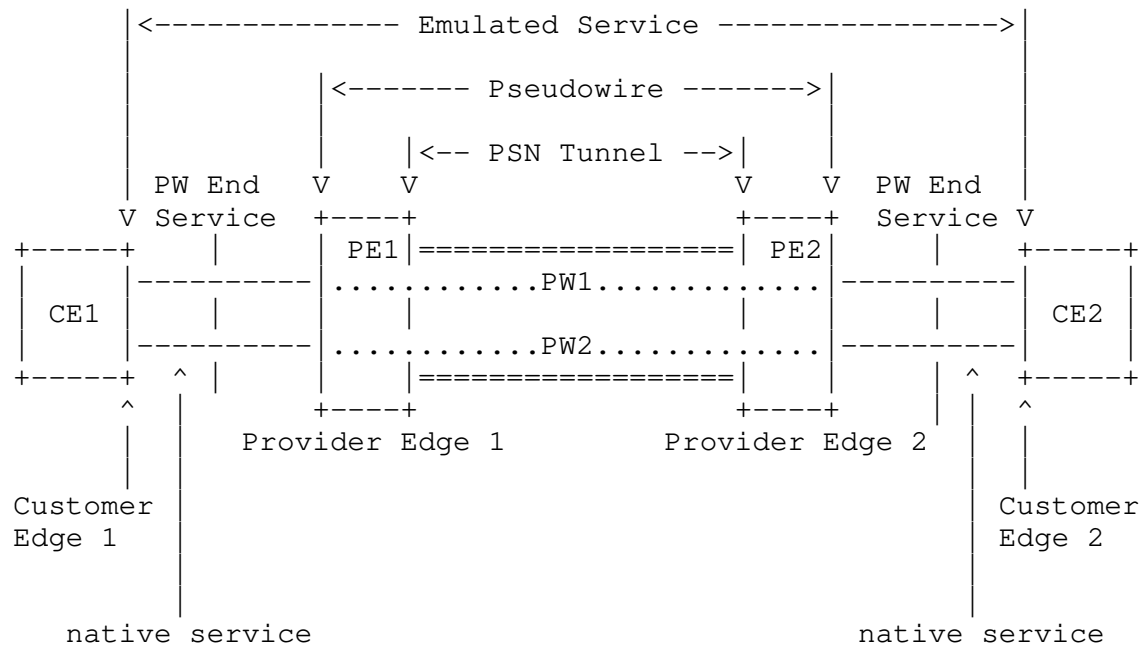 |<-------------- Emulated Service ---------------->|
|<------- Pseudowire ------->|
|<-- PSN Tunnel -->|
PW End V V V V PW End
V Service +----+ +----+ Service V
+-----+ | | PE1|==================| PE2| | +-----+
| |----------|............PW1.............|----------| |
| CE1 | | | | | | | | CE2 |
| |----------|............PW2.............|----------| |
+-----+ ^ | | |==================| | | ^ +-----+
^ | +----+ +----+ | | ^
| | Provider Edge 1 Provider Edge 2 | |
Customer | | Customer
Edge 1 | | Edge 2
native service native service